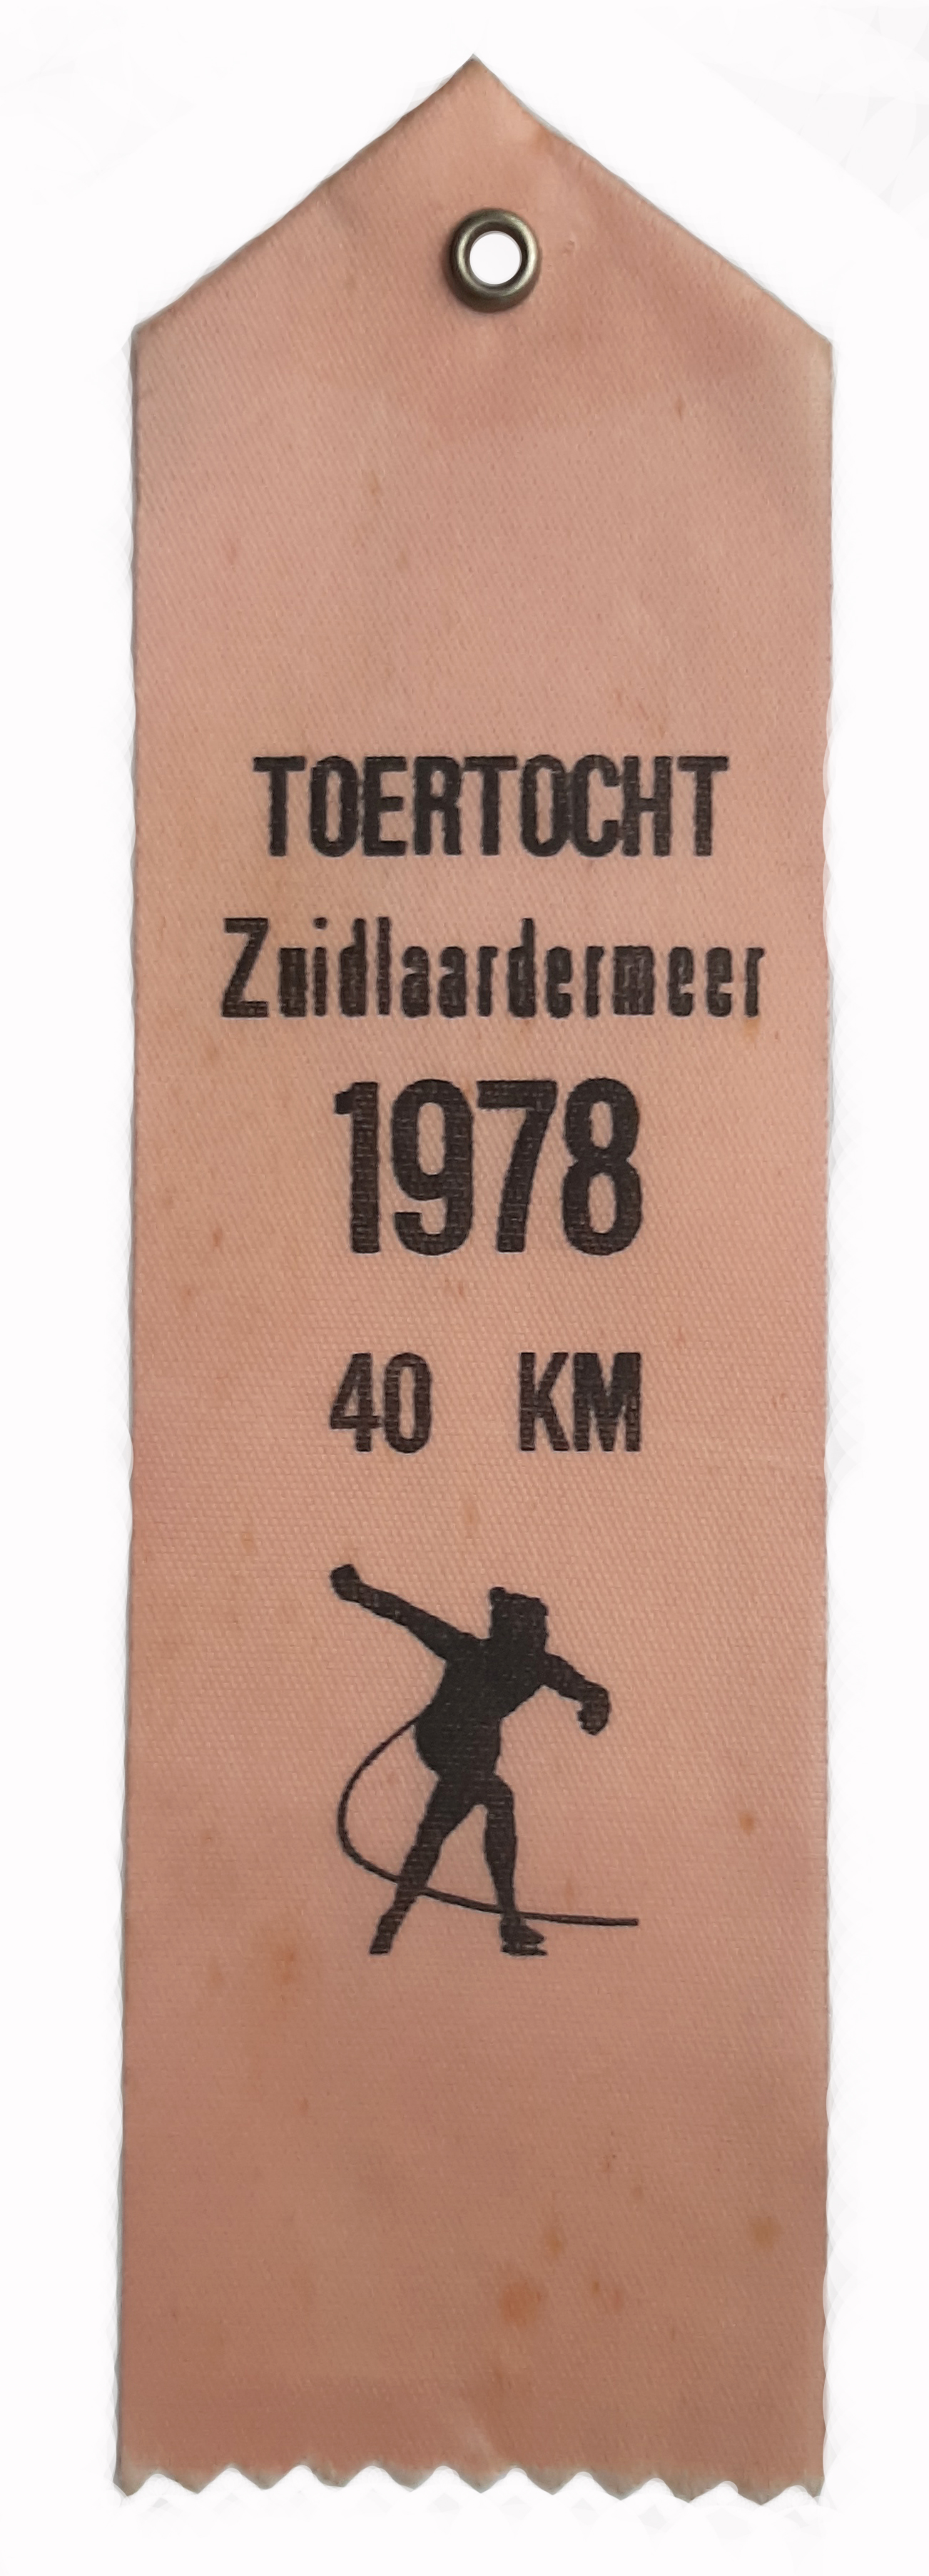 TOERTOCHT
Zuidlaardermeer
1978
40 KM